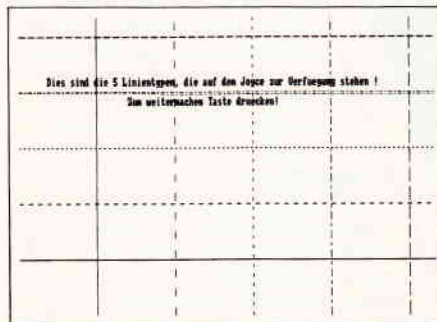 Dies sind die 5 Linientypen, die auf dem Joyce zur Verfuegung stehen !
Zum weitermachen Taste druecken!